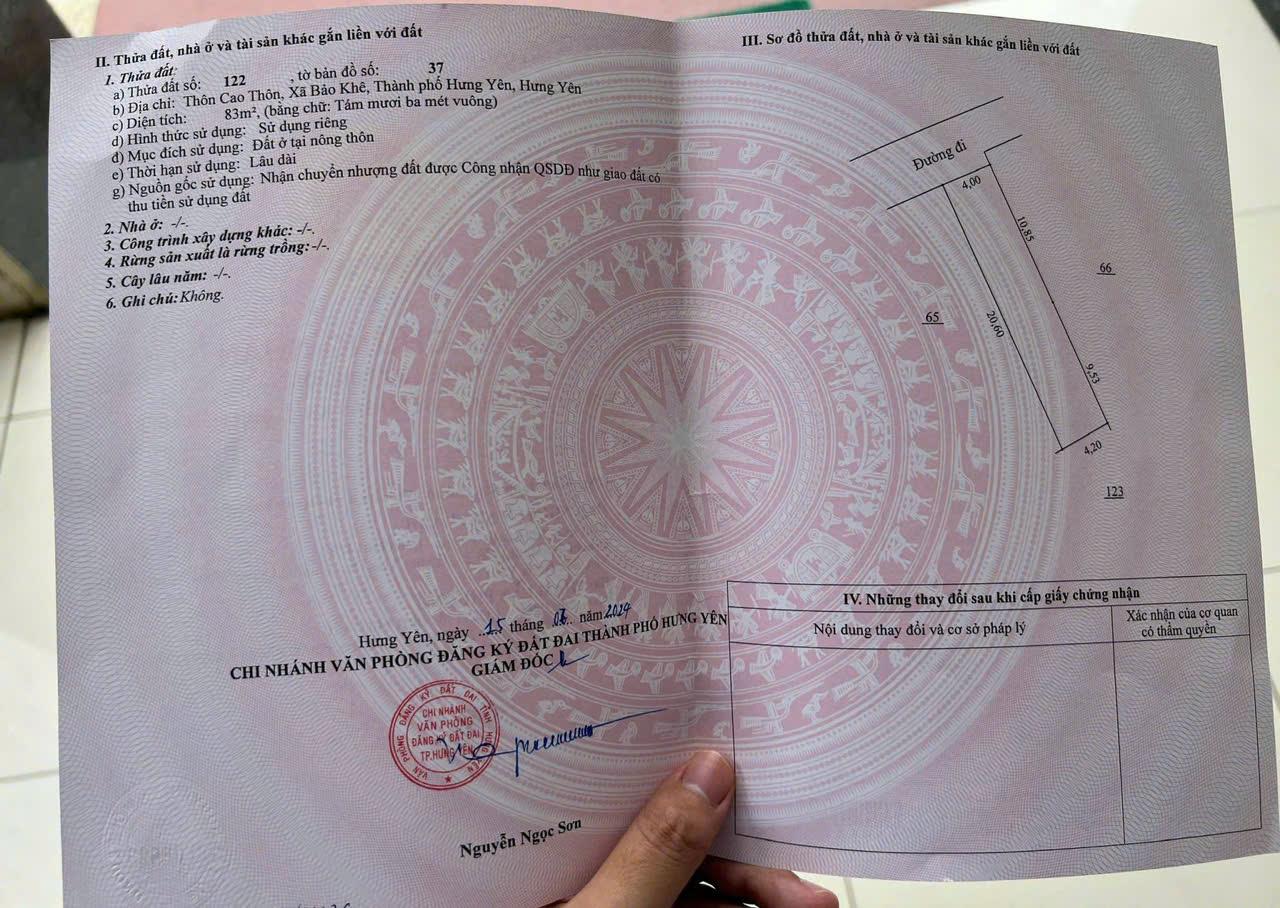 II. Thửa đất, nhà ở và tài sản khác gắn liền với đất
1. Thửa đất:
a) Thửa đất số: 122 , tờ bản đồ số: 37
b) Địa chỉ: Thôn Cao Thôn, Xã Bảo Khê, Thành phố Hưng Yên, Hưng Yên
c) Diện tích: 83m², (bằng chữ: Tám mươi ba mét vuông)
d) Hình thức sử dụng: Sử dụng riêng
đ) Mục đích sử dụng: Đất ở tại nông thôn
e) Thời hạn sử dụng: Lâu dài
g) Nguồn gốc sử dụng: Nhận chuyển nhượng đất được Công nhận QSDĐ như giao đất có
thu tiền sử dụng đất
2. Nhà ở: -/-.
3. Công trình xây dựng khác: -/-.
4. Rừng sản xuất là rừng trồng: -/-.
5. Cây lâu năm: -/-.
6. Ghi chú: Không.
Hưng Yên, ngày 15 tháng năm 2024
CHI NHÁNH VĂN PHÒNG ĐĂNG KÝ ĐẤT ĐAI THÀNH PHỐ HƯNG YÊN
GIÁM ĐỐC
VĂN PHÒNG ĐĂNG KÝ ĐẤT ĐAI TỈNH HƯNG YÊN
CHI NHÁNH
VĂN PHÒNG
ĐĂNG KÝ ĐẤT ĐAI
TP.HƯNG YÊN
Nguyễn Ngọc Sơn
III. Sơ đồ thửa đất, nhà ở và tài sản khác gắn liền với đất
Đường đi
4,00
10,85
66
65
20,60
9,53
4,20
123
IV. Những thay đổi sau khi cấp giấy chứng nhận
Nội dung thay đổi và cơ sở pháp lý
Xác nhận của cơ quan
có thẩm quyền